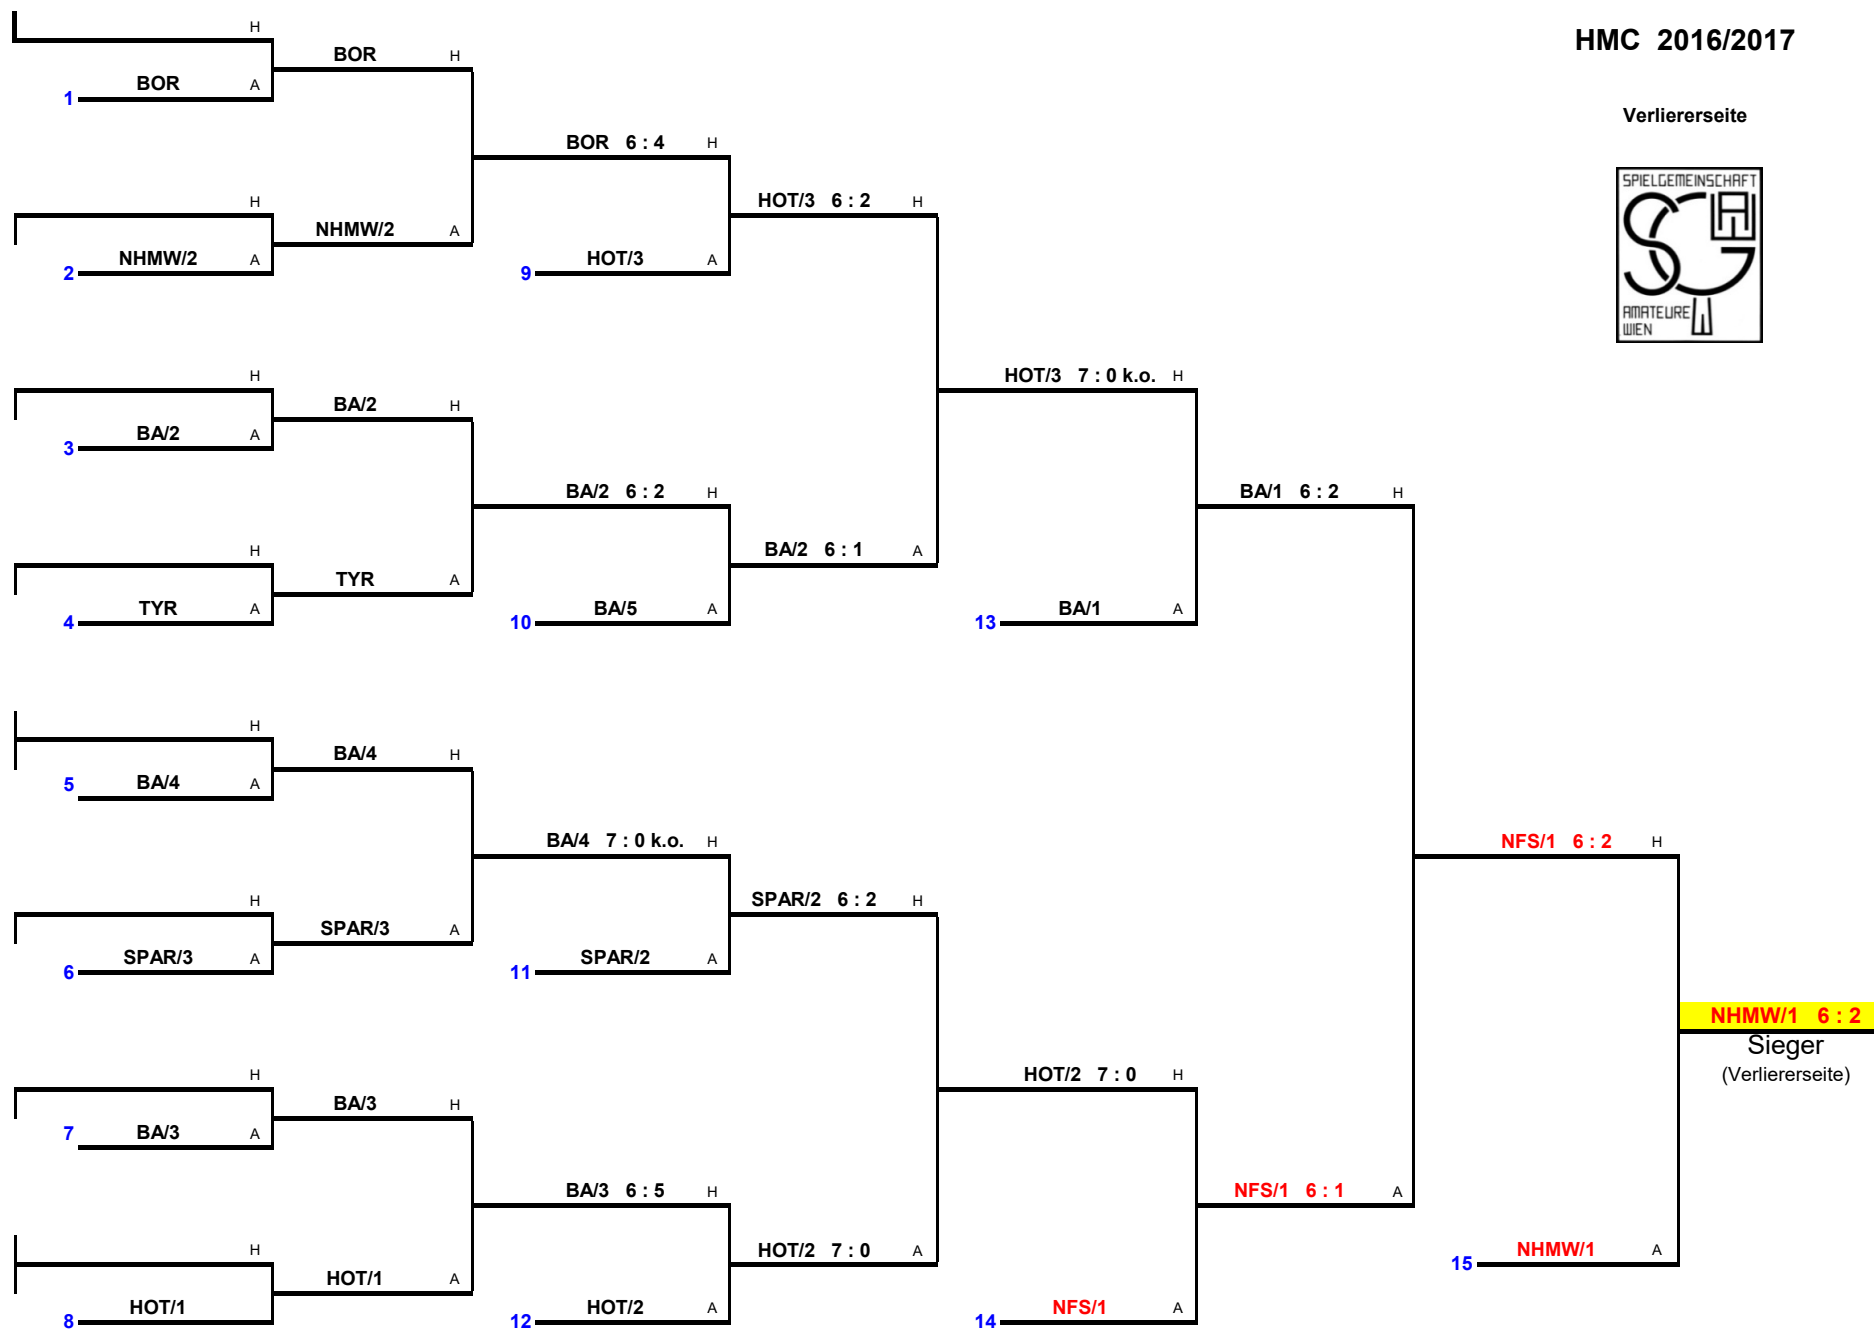 HMC 2016/2017
Verliererseite
SPIELGEMEINSCHAFT
SG
AW
AMATEURE
WIEN
H
BOR H
BOR A
1
BOR 6 : 4 H
H
HOT/3 6 : 2 H
NHMW/2 A
NHMW/2 A
2
HOT/3 A
9
H
HOT/3 7 : 0 k.o. H
BA/2 H
BA/2 A
3
BA/2 6 : 2 H
BA/1 6 : 2 H
H
BA/2 6 : 1 A
TYR A
TYR A
4
BA/5 A
10
BA/1 A
13
H
BA/4 H
BA/4 A
5
BA/4 7 : 0 k.o. H
NFS/1 6 : 2 H
H
SPAR/2 6 : 2 H
SPAR/3 A
SPAR/3 A
6
SPAR/2 A
11
NHMW/1 6 : 2
Sieger
(Verliererseite)
H
HOT/2 7 : 0 H
BA/3 H
BA/3 A
7
BA/3 6 : 5 H
NFS/1 6 : 1 A
H
HOT/2 7 : 0 A
NHMW/1 A
15
HOT/1 A
HOT/1
8
HOT/2 A
12
NFS/1 A
14